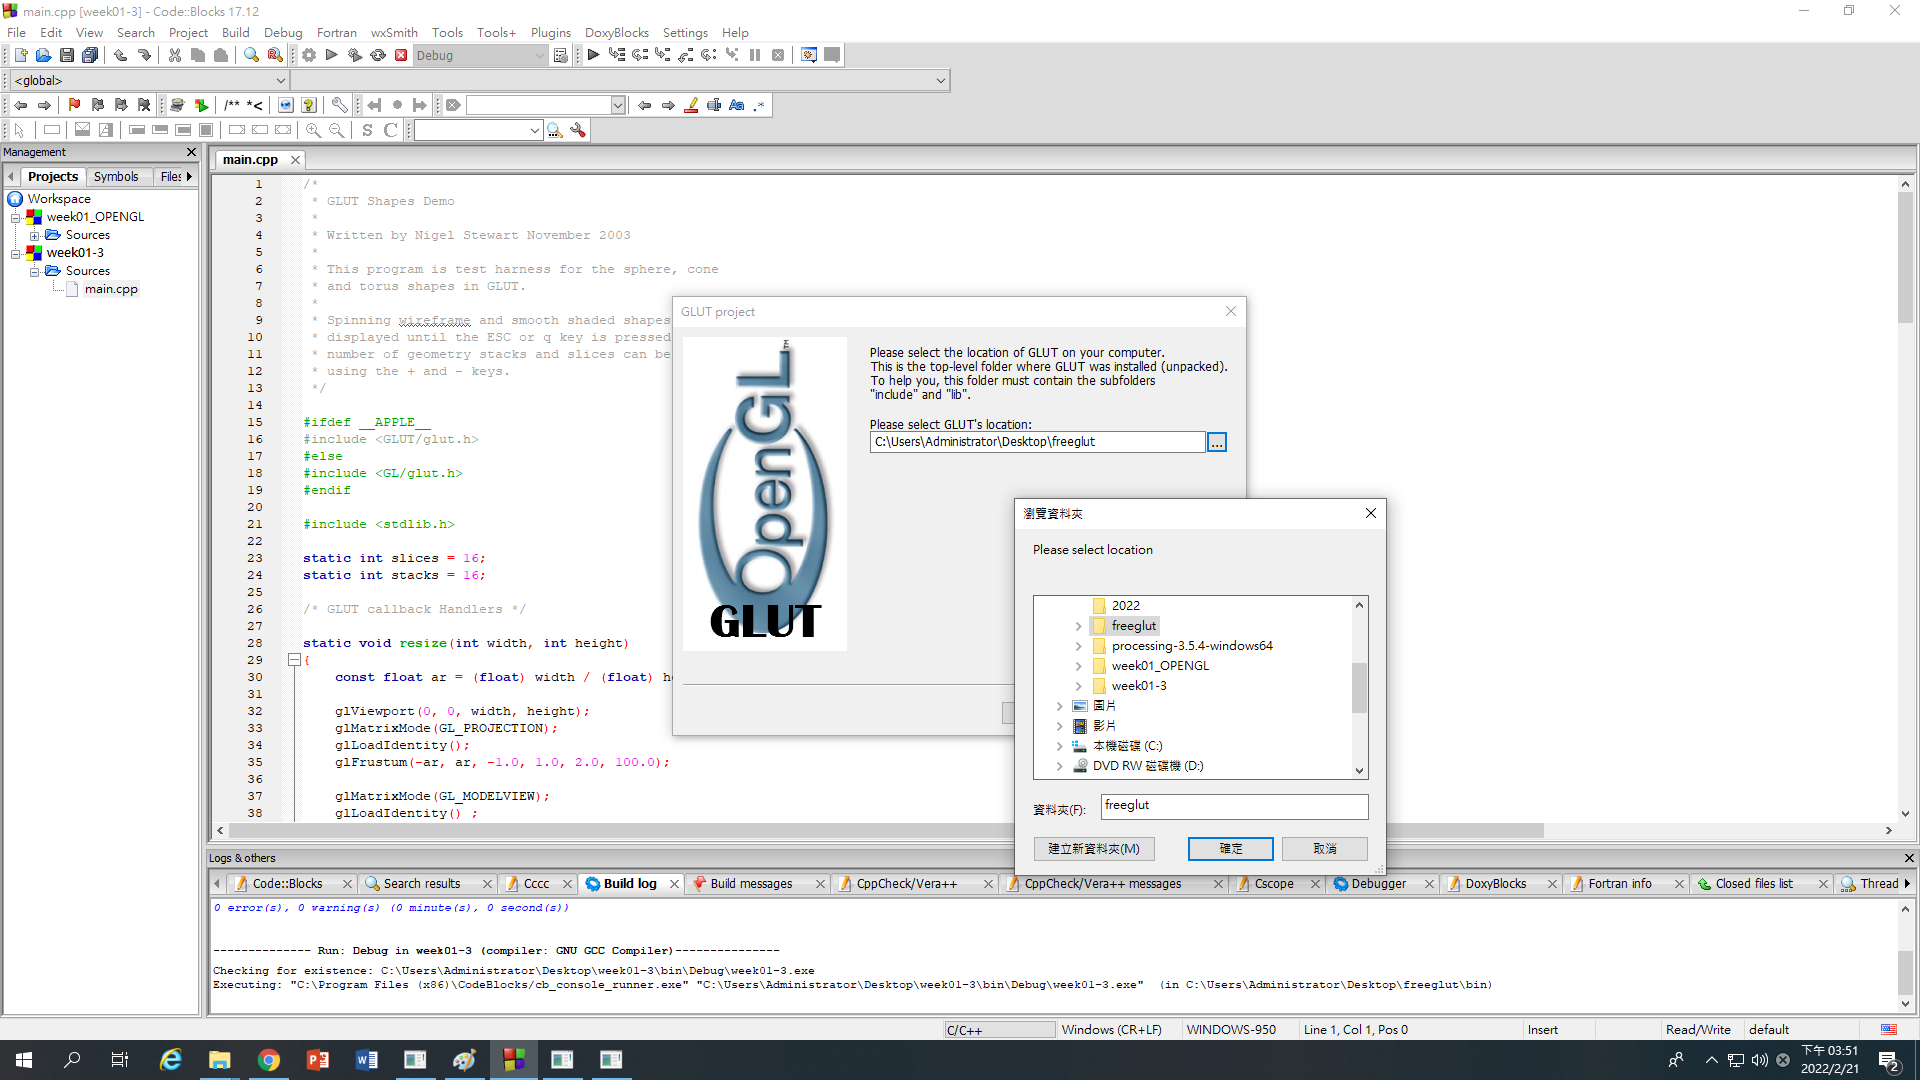 main.cpp [week01-3] - Code::Blocks 17.12
File Edit View Search Project Build Debug Fortran wxSmith Tools Tools+ Plugins DoxyBlocks Settings Help
Debug
<global>
/** *<
Aa .*
S C
Management
main.cpp
Projects Symbols Files
Workspace
week01_OPENGL
Sources
week01-3
Sources
main.cpp
1 /*
2 * GLUT Shapes Demo
3 *
4 * Written by Nigel Stewart November 2003
5 *
6 * This program is test harness for the sphere, cone
7 * and torus shapes in GLUT.
8 *
9 * Spinning wireframe and smooth shaded shapes
10 * displayed until the ESC or q key is pressed
11 * number of geometry stacks and slices can be
12 * using the + and - keys.
13 */
14
15 #ifdef __APPLE__
16 #include <GLUT/glut.h>
17 #else
18 #include <GL/glut.h>
19 #endif
20
21 #include <stdlib.h>
22
23 static int slices = 16;
24 static int stacks = 16;
25
26 /* GLUT callback Handlers */
27
28 static void resize(int width, int height)
29 {
30 const float ar = (float) width / (float) he
31
32 glViewport(0, 0, width, height);
33 glMatrixMode(GL_PROJECTION);
34 glLoadIdentity();
35 glFrustum(-ar, ar, -1.0, 1.0, 2.0, 100.0);
36
37 glMatrixMode(GL_MODELVIEW);
38 glLoadIdentity() ;
GLUT project
OpenGL TM
GLUT
Please select the location of GLUT on your computer.
This is the top-level folder where GLUT was installed (unpacked).
To help you, this folder must contain the subfolders
"include" and "lib".
Please select GLUT's location:
C:\Users\Administrator\Desktop\freeglut
...
瀏覽資料夾
Please select location
2022
freeglut
processing-3.5.4-windows64
week01_OPENGL
week01-3
圖片
影片
本機磁碟 (C:)
DVD RW 磁碟機 (D:)
資料夾(F): freeglut
建立新資料夾(M) 確定 取消
Logs & others
Code::Blocks Search results Cccc Build log Build messages CppCheck/Vera++ CppCheck/Vera++ messages Cscope Debugger DoxyBlocks Fortran info Closed files list Thread
0 error(s), 0 warning(s) (0 minute(s), 0 second(s))
-------------- Run: Debug in week01-3 (compiler: GNU GCC Compiler)---------------
Checking for existence: C:\Users\Administrator\Desktop\week01-3\bin\Debug\week01-3.exe
Executing: "C:\Program Files (x86)\CodeBlocks/cb_console_runner.exe" "C:\Users\Administrator\Desktop\week01-3\bin\Debug\week01-3.exe" (in C:\Users\Administrator\Desktop\freeglut\bin)
C/C++ Windows (CR+LF) WINDOWS-950 Line 1, Col 1, Pos 0 Insert Read/Write default
下午 03:51
2022/2/21
2